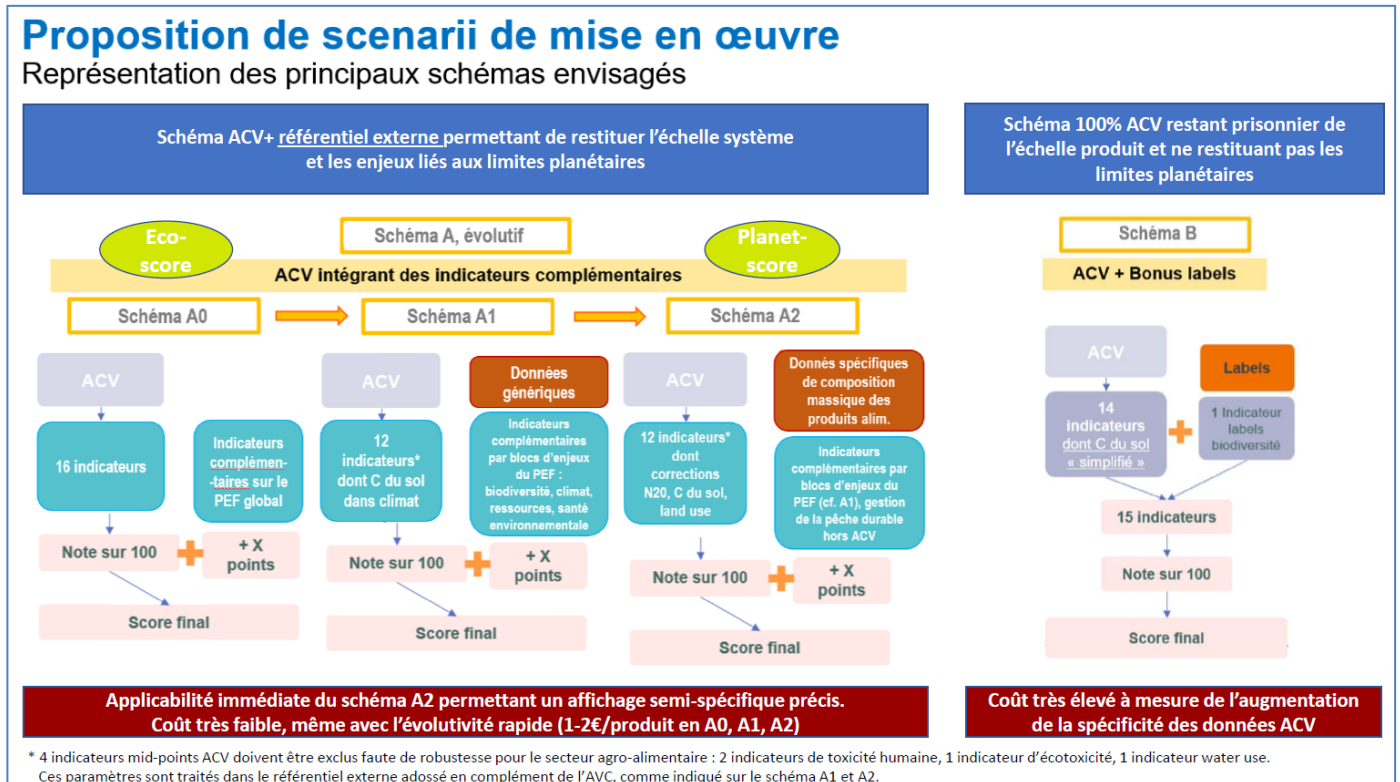 Proposition de scenarii de mise en œuvre
Représentation des principaux schémas envisagés
Schéma ACV+ référentiel externe permettant de restituer l'échelle système
et les enjeux liés aux limites planétaires
Schéma 100% ACV restant prisonnier de
l'échelle produit et ne restituant pas les
limites planétaires
Eco-
score
Schéma A, évolutif
Planet-
score
ACV intégrant des indicateurs complémentaires
Schéma A0
Schéma A1
Schéma A2
ACV
16 indicateurs
Indicateurs
complémen-
-taires sur le
PEF global
Note sur 100
+ X
points
Score final
ACV
12
indicateurs*
dont C du sol
dans climat
Données
génériques
Indicateurs
complémentaires
par blocs d'enjeux
du PEF :
biodiversité, climat,
ressources, santé
environnementale
Note sur 100
+ X
points
Score final
ACV
12 indicateurs*
dont
corrections
N20, C du sol,
land use
Donnés spécifiques
de composition
massique des
produits alim.
Indicateurs
complémentaires par
blocs d'enjeux du
PEF (cf. A1), gestion
de la pêche durable
hors ACV
Note sur 100
+ X
points
Score final
Schéma B
ACV + Bonus labels
ACV
14
indicateurs
dont C du sol
« simplifié »
Labels
1 Indicateur
labels
biodiversité
15 indicateurs
Note sur 100
Score final
Applicabilité immédiate du schéma A2 permettant un affichage semi-spécifique précis.
Coût très faible, même avec l'évolutivité rapide (1-2€/produit en A0, A1, A2)
Coût très élevé à mesure de l'augmentation
de la spécificité des données ACV
* 4 indicateurs mid-points ACV doivent être exclus faute de robustesse pour le secteur agro-alimentaire : 2 indicateurs de toxicité humaine, 1 indicateur d'écotoxicité, 1 indicateur water use.
Ces paramètres sont traités dans le référentiel externe adossé en complément de l'AVC, comme indiqué sur le schéma A1 et A2.